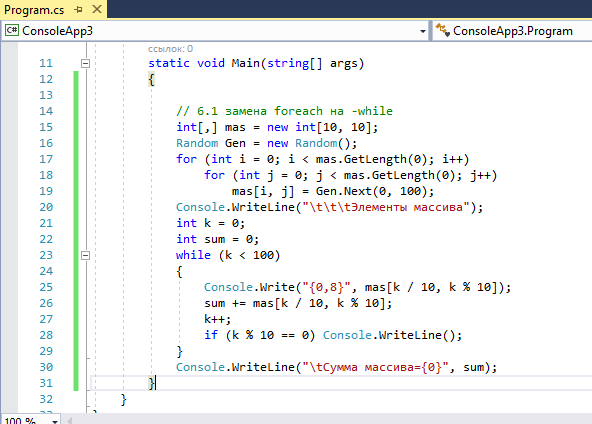 Program.cs
C# ConsoleApp3
ConsoleApp3.Program
ссылок: 0
11 static void Main(string[] args)
12 {
13
14 // 6.1 замена foreach на -while
15 int[,] mas = new int[10, 10];
16 Random Gen = new Random();
17 for (int i = 0; i < mas.GetLength(0); i++)
18 for (int j = 0; j < mas.GetLength(0); j++)
19 mas[i, j] = Gen.Next(0, 100);
20 Console.WriteLine("\t\t\tЭлементы массива");
21 int k = 0;
22 int sum = 0;
23 while (k < 100)
24 {
25 Console.Write("{0,8}", mas[k / 10, k % 10]);
26 sum += mas[k / 10, k % 10];
27 k++;
28 if (k % 10 == 0) Console.WriteLine();
29 }
30 Console.WriteLine("\tСумма массива={0}", sum);
31 }
32 }
33 }
100 %